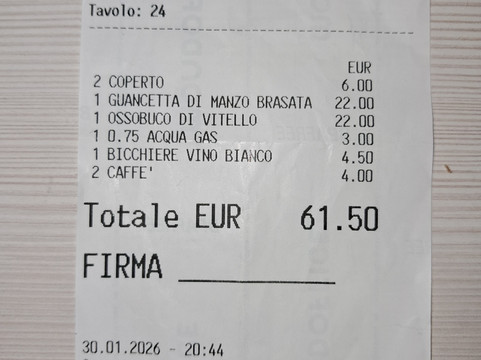 Tavolo: 24
EUR
2 COPERTO 6.00
1 GUANCETTA DI MANZO BRASATA 22.00
1 OSSOBUCO DI VITELLO 22.00
1 0.75 ACQUA GAS 3.00
1 BICCHIERE VINO BIANCO 4.50
2 CAFFE' 4.00
Totale EUR 61.50
FIRMA ____________
30.01.2026 - 20:44